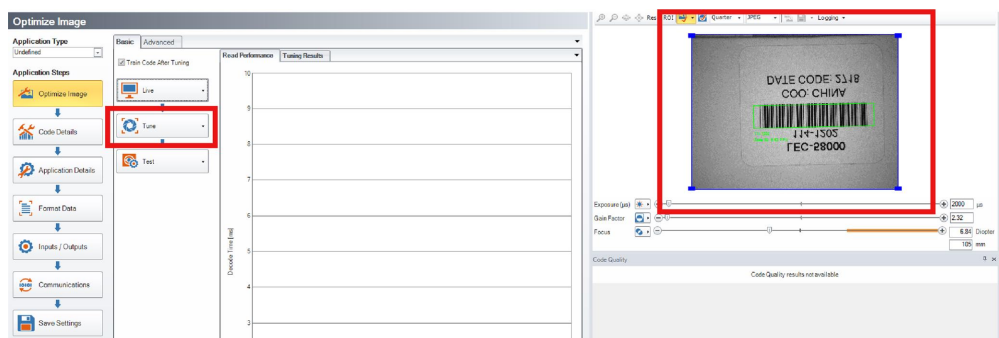 Optimize Image
Application Type
Undefined
Application Steps
Optimize Image
Code Details
Application Details
Format Data
Inputs / Outputs
Communications
Save Settings
Basic Advanced
Train Code After Tuning
Live
Tune
Test
Read Performance Tuning Results
10
9
8
7
6
5
4
3
Decode Time [ms]
ROI Quarter JPEG Logging
DATE CODE: 2718
COO: CHINA
114-1202
LEC-58000
Exposure (µs) 2000 µs
Gain Factor 2.32
Focus 6.84 Diopter
105 mm
Code Quality
Code Quality results not available